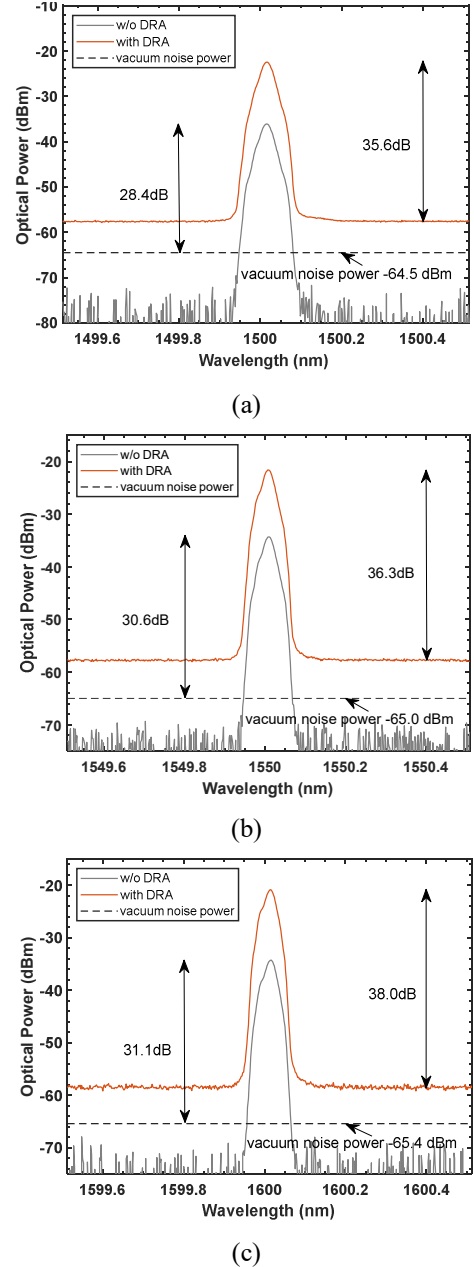 w/o DRA
with DRA
vacuum noise power
Optical Power (dBm)
-10
-20
-30
-40
-50
-60
-70
-80
28.4dB
35.6dB
vacuum noise power -64.5 dBm
1499.6
1499.8
1500
1500.2
1500.4
Wavelength (nm)
(a)
w/o DRA
with DRA
vacuum noise power
Optical Power (dBm)
-20
-30
-40
-50
-60
-70
30.6dB
36.3dB
vacuum noise power -65.0 dBm
1549.6
1549.8
1550
1550.2
1550.4
Wavelength (nm)
(b)
w/o DRA
with DRA
vacuum noise power
Optical Power (dBm)
-20
-30
-40
-50
-60
-70
31.1dB
38.0dB
vacuum noise power -65.4 dBm
1599.6
1599.8
1600
1600.2
1600.4
Wavelength (nm)
(c)